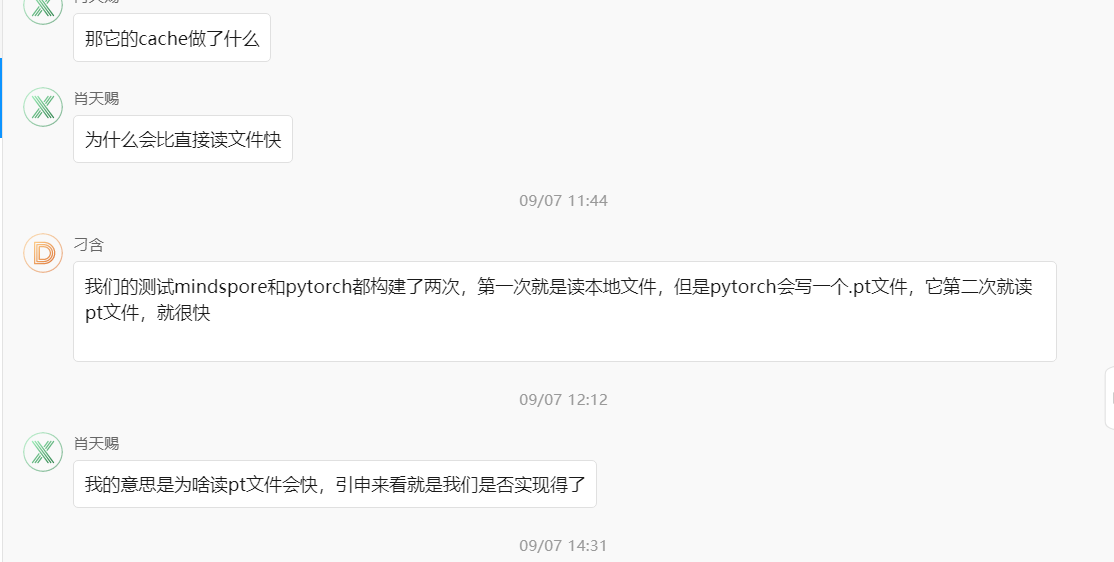 肖天赐
那它的cache做了什么
肖天赐
为什么会比直接读文件快
09/07 11:44
刁含
我们的测试mindspore和pytorch都构建了两次，第一次就是读本地文件，但是pytorch会写一个.pt文件，它第二次就读
pt文件，就很快
09/07 12:12
肖天赐
我的意思是为啥读pt文件会快，引申来看就是我们是否实现得了
09/07 14:31